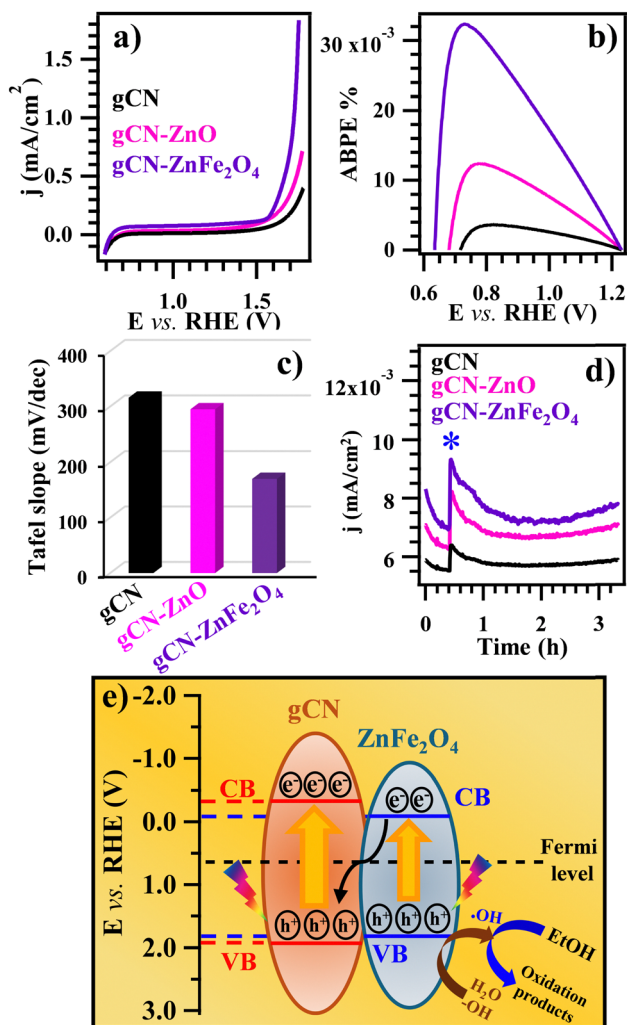 a)
j (mA/cm²)
1.5
1.0
0.5
0.0
gCN
gCN-ZnO
gCN-ZnFe₂O₄
1.0
1.5
E vs. RHE (V)
b)
ABPE %
30 x10⁻³
20
10
0
0.6
0.8
1.0
1.2
E vs. RHE (V)
c)
Tafel slope (mV/dec)
400
300
200
100
0
gCN
gCN-ZnO
gCN-ZnFe₂O₄
gCN
gCN-ZnO
gCN-ZnFe₂O₄
d)
j (mA/cm²)
12x10⁻³
10
8
6
*
0
1
2
3
Time (h)
e)
E vs. RHE (V)
-2.0
-1.0
0.0
1.0
2.0
3.0
gCN
ZnFe₂O₄
CB
e⁻ e⁻ e⁻
e⁻ e⁻
CB
Fermi
level
h⁺ h⁺ h⁺
h⁺ h⁺ h⁺
VB
VB
·OH
EtOH
H₂O
-OH
Oxidation
products